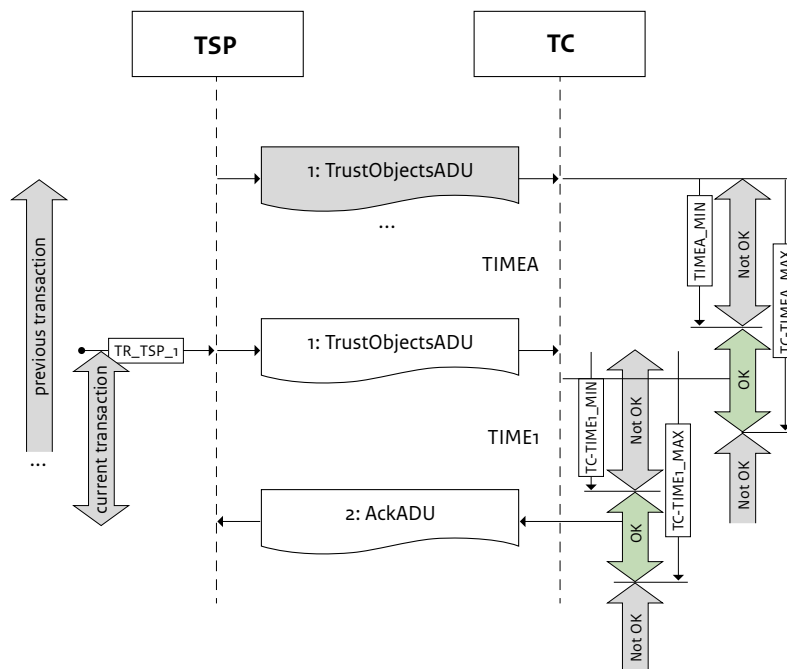 TSP
TC
1: TrustObjectsADU
...
TIMEA_MIN
Not OK
TC-TIMEA_MAX
TIMEA
previous transaction
TR_TSP_1
1: TrustObjectsADU
OK
current transaction
TC-TIME1_MIN
Not OK
TIME1
TC-TIME1_MAX
...
Not OK
2: AckADU
OK
Not OK